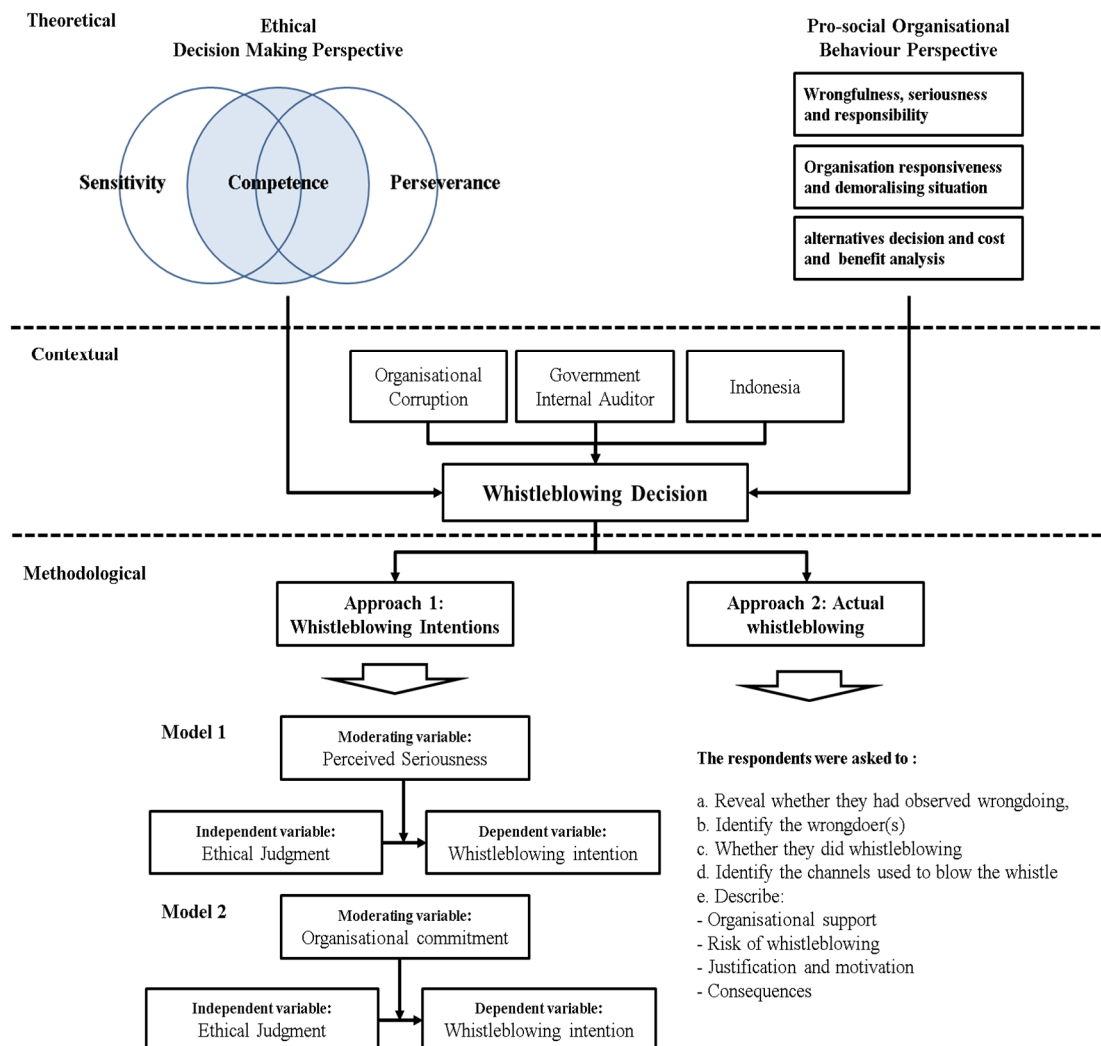 Theoretical
Ethical
Decision Making Perspective
Pro-social Organisational
Behaviour Perspective
Sensitivity
Competence
Perseverance
Wrongfulness, seriousness
and responsibility
Organisation responsiveness
and demoralising situation
alternatives decision and cost
and benefit analysis
Contextual
Organisational
Corruption
Government
Internal Auditor
Indonesia
Whistleblowing Decision
Methodological
Approach 1:
Whistleblowing Intentions
Approach 2: Actual
whistleblowing
Model 1
Moderating variable:
Perceived Seriousness
Independent variable:
Ethical Judgment
Dependent variable:
Whistleblowing intention
Model 2
Moderating variable:
Organisational commitment
Independent variable:
Ethical Judgment
Dependent variable:
Whistleblowing intention
The respondents were asked to :
a. Reveal whether they had observed wrongdoing,
b. Identify the wrongdoer(s)
c. Whether they did whistleblowing
d. Identify the channels used to blow the whistle
e. Describe:
- Organisational support
- Risk of whistleblowing
- Justification and motivation
- Consequences